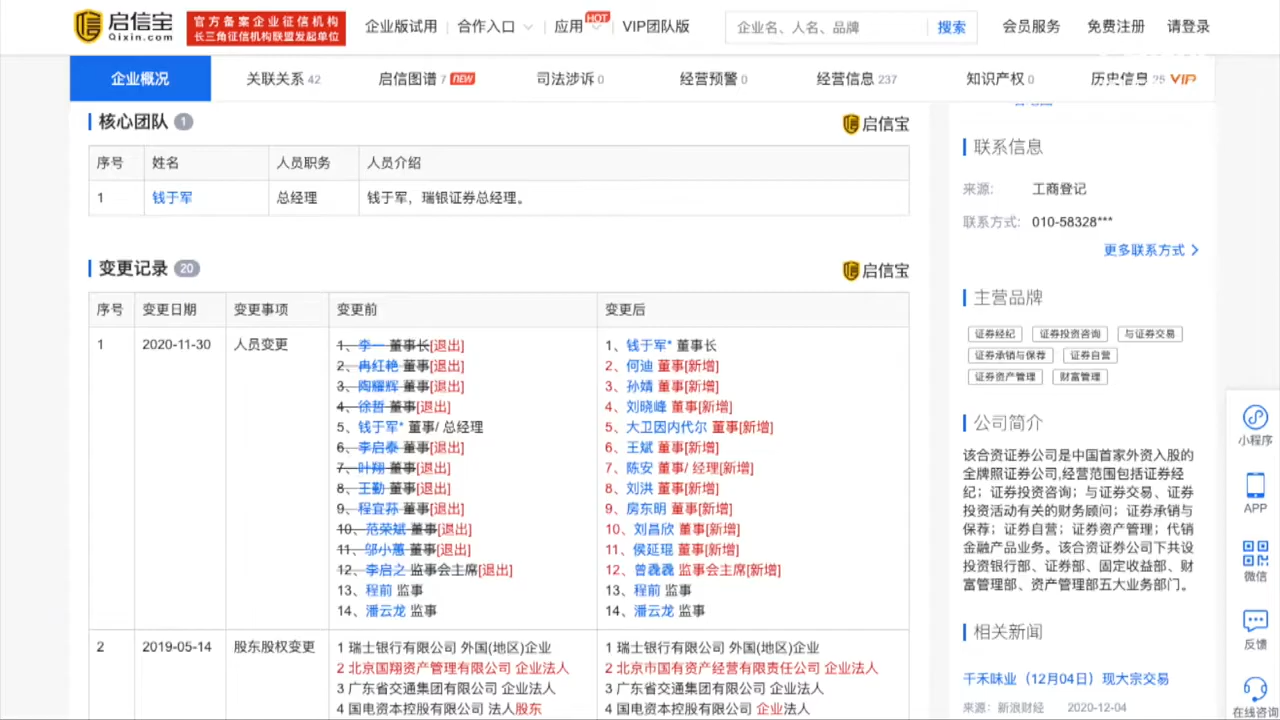 启信宝
Qixin.com
官方备案企业征信机构
长三角征信机构联盟发起单位
企业版试用
合作入口
应用
HOT
VIP团队版
企业名、人名、品牌
搜索
会员服务
免费注册
请登录
企业概况
关联关系 42
启信图谱 7 NEW
司法涉诉 0
经营预警 0
经营信息 237
知识产权 0
历史信息 25 VIP
核心团队 1
启信宝
序号 姓名 人员职务 人员介绍
1 钱于军 总经理 钱于军，瑞银证券总经理。
变更记录 20
启信宝
序号 变更日期 变更事项 变更前 变更后
1 2020-11-30 人员变更
1、李一 董事长[退出]
2、冉红艳 董事[退出]
3、陶耀辉 董事[退出]
4、徐哲 董事[退出]
5、钱于军* 董事/ 总经理
6、李启泰 董事[退出]
7、叶翔 董事[退出]
8、王勤 董事[退出]
9、程宜荪 董事[退出]
10、范荣斌 董事[退出]
11、邬小蕙 董事[退出]
12、李启之 监事会主席[退出]
13、程前 监事
14、潘云龙 监事
1、钱于军* 董事长
2、何迪 董事[新增]
3、孙婧 董事[新增]
4、刘晓峰 董事[新增]
5、大卫因内代尔 董事[新增]
6、王斌 董事[新增]
7、陈安 董事/ 经理[新增]
8、刘洪 董事[新增]
9、房东明 董事[新增]
10、刘昌欣 董事[新增]
11、侯延琨 董事[新增]
12、曾巍巍 监事会主席[新增]
13、程前 监事
14、潘云龙 监事
2 2019-05-14 股东股权变更
1 瑞士银行有限公司 外国(地区)企业
2 北京国翔资产管理有限公司 企业法人
3 广东省交通集团有限公司 企业法人
4 国电资本控股有限公司 法人股东
1 瑞士银行有限公司 外国(地区)企业
2 北京市国有资产经营有限责任公司 企业法人
3 广东省交通集团有限公司 企业法人
4 国电资本控股有限公司 企业法人
联系信息
来源: 工商登记
联系方式: 010-58328***
更多联系方式
主营品牌
证券经纪 证券投资咨询 与证券交易
证券承销与保荐 证券自营
证券资产管理 财富管理
公司简介
该合资证券公司是中国首家外资入股的
全牌照证券公司,经营范围包括证券经
纪；证券投资咨询；与证券交易、证券
投资活动有关的财务顾问；证券承销与
保荐；证券自营；证券资产管理；代销
金融产品业务。该合资证券公司下共设
投资银行部、证券部、固定收益部、财
富管理部、资产管理部五大业务部门。
相关新闻
千禾味业（12月04日）现大宗交易
来源：新浪财经 2020-12-04
小程序
APP
微信
反馈
在线咨询